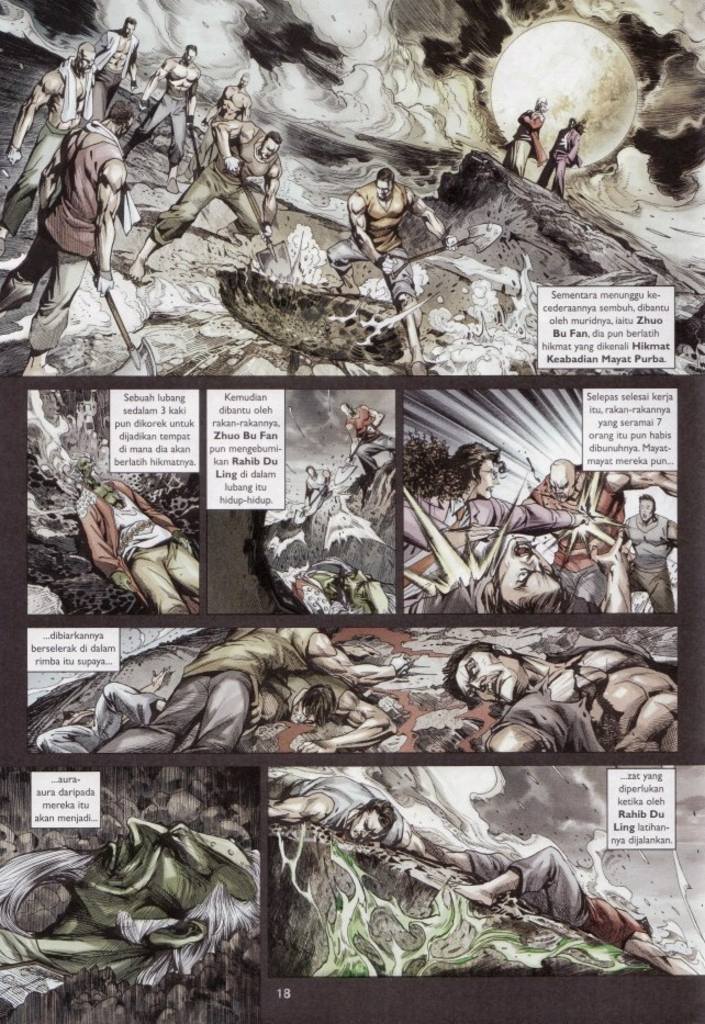 Sementara menunggu ke-
cederaannya sembuh, dibantu
oleh muridnya, iaitu Zhuo
Bu Fan, dia pun berlatih
hikmat yang dikenali Hikmat
Keabadian Mayat Purba.
Sebuah lubang
sedalam 3 kaki
pun dikorek untuk
dijadikan tempat
di mana dia akan
berlatih hikmatnya.
Kemudian
dibantu oleh
rakan-rakannya,
Zhuo Bu Fan
pun mengebumi-
kan Rahib Du
Ling di dalam
lubang itu
hidup-hidup.
Selepas selesai kerja
itu, rakan-rakannya
yang seramai 7
orang itu pun habis
dibunuhnya. Mayat-
mayat mereka pun...
...dibiarkannya
berselerak di dalam
rimba itu supaya...
...aura-
aura daripada
mereka itu
akan menjadi...
...zat yang
diperlukan
ketika oleh
Rahib Du
Ling latihan-
nya dijalankan.
18